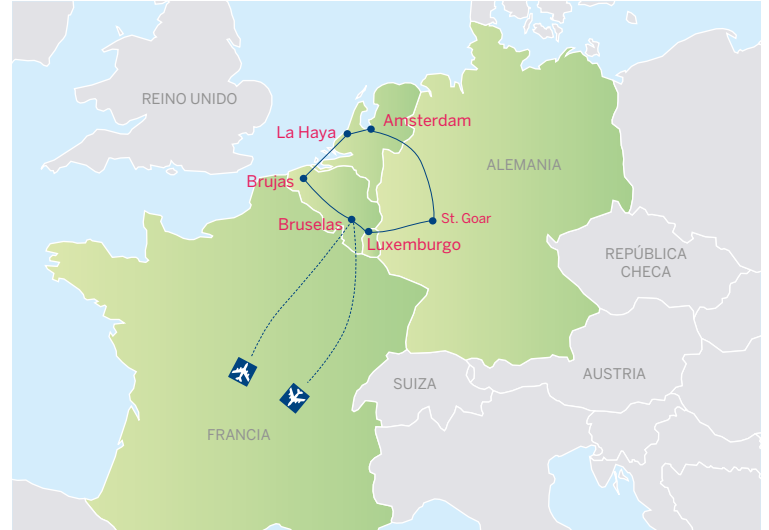 REINO UNIDO
Amsterdam
La Haya
ALEMANIA
Brujas
St. Goar
Bruselas
Luxemburgo
REPÚBLICA
CHECA
SUIZA
AUSTRIA
FRANCIA